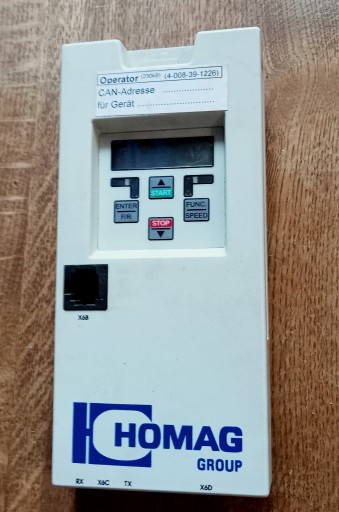 Operator (250kB) (4-008-39-1226)
CAN-Adresse ....................
für Gerät ....................
▲
START
ENTER
F/R
FUNC.
SPEED
STOP
▼
X6B
HOMAG
GROUP
RX X6C TX X6D